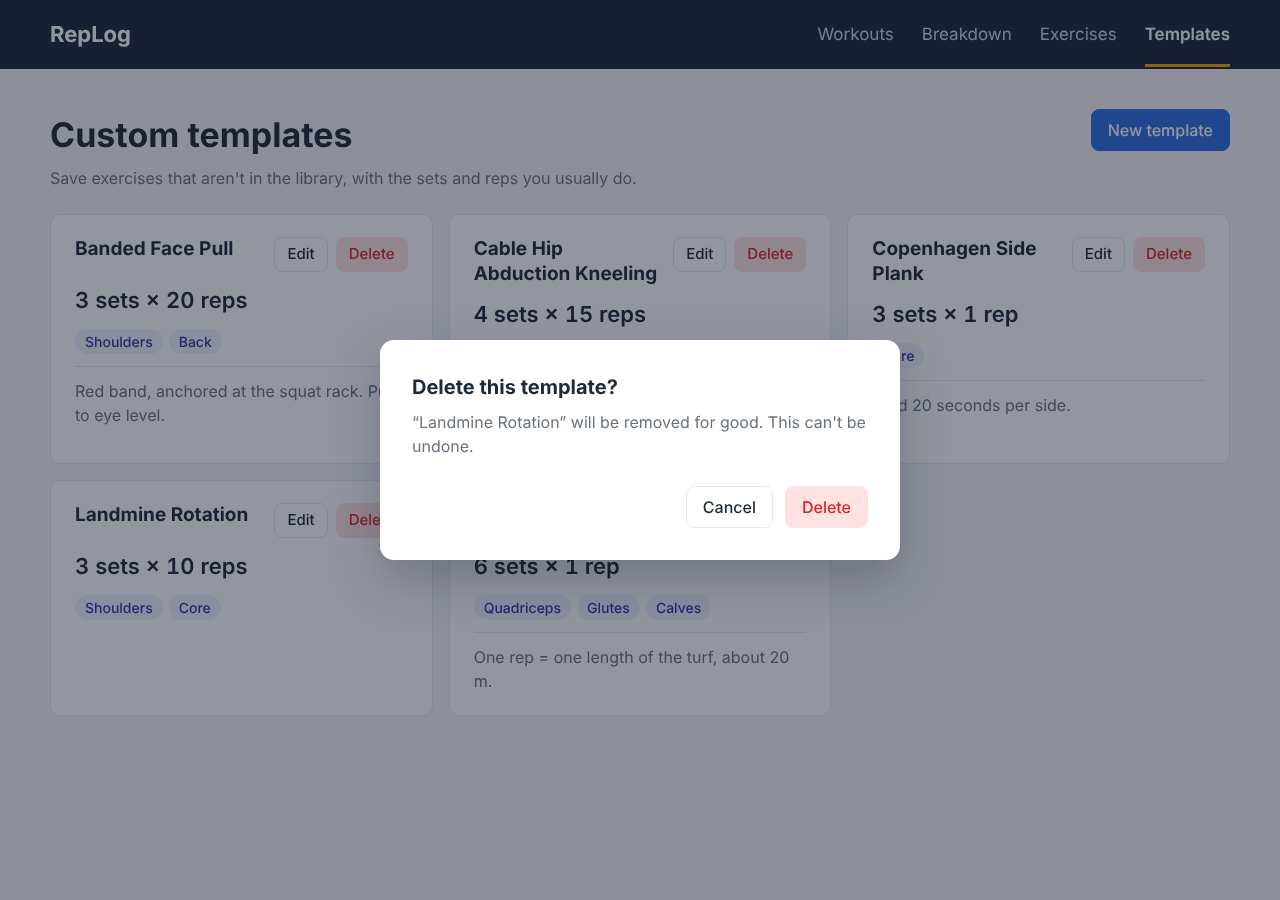 RepLog
Workouts Breakdown Exercises Templates
Custom templates
New template
Save exercises that aren't in the library, with the sets and reps you usually do.
Banded Face Pull
Edit Delete
3 sets × 20 reps
Shoulders Back
Red band, anchored at the squat rack.
to eye level.
Cable Hip
Abduction Kneeling
Edit Delete
4 sets × 15 reps
Copenhagen Side
Plank
Edit Delete
3 sets × 1 rep
20 seconds per side.
Delete this template?
“Landmine Rotation” will be removed for good. This can't be
undone.
Cancel Delete
Landmine Rotation
Edit
3 sets × 10 reps
Shoulders Core
6 sets × 1 rep
Quadriceps Glutes Calves
One rep = one length of the turf, about 20
m.